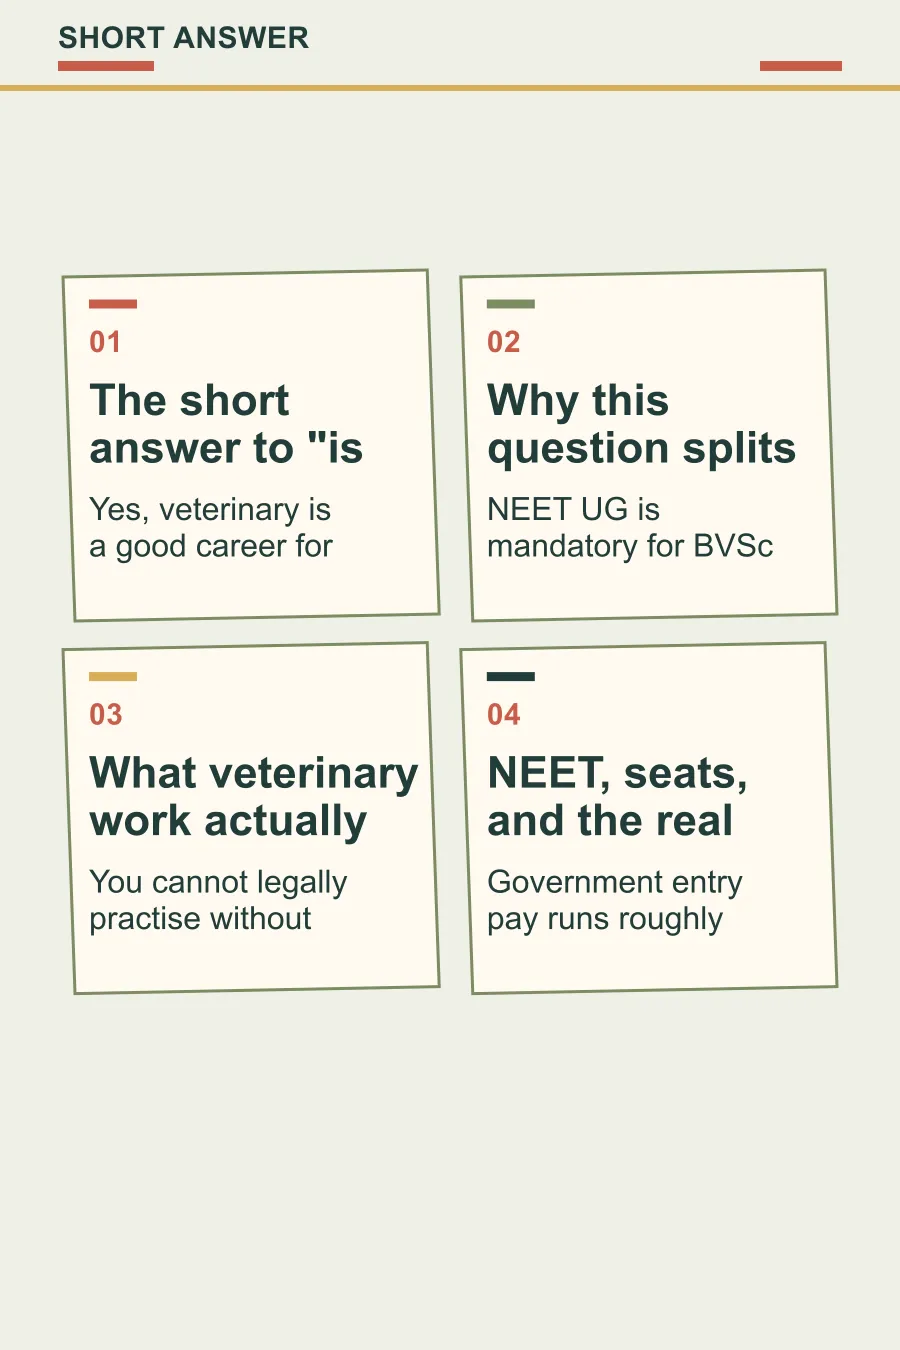 SHORT ANSWER
01
The short
answer to "is
Yes, veterinary is
a good career for
02
Why this
question splits
NEET UG is
mandatory for BVSc
03
What veterinary
work actually
You cannot legally
practise without
04
NEET, seats,
and the real
Government entry
pay runs roughly